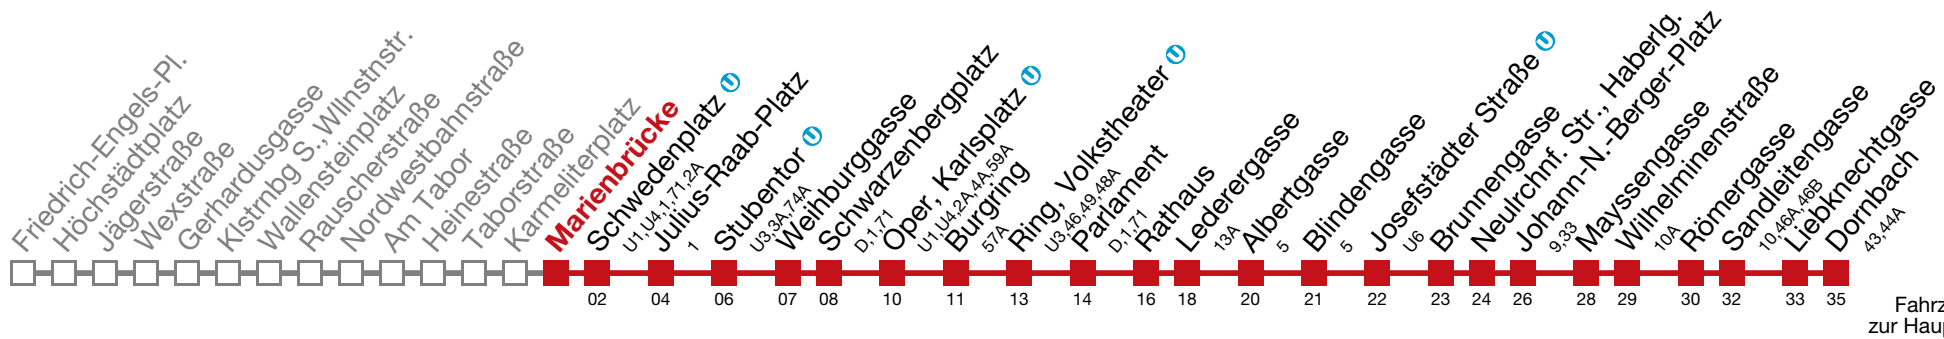 Friedrich-Engels-Pl.
Höchstädtplatz
Jägerstraße
Wexstraße
Gerhardusgasse
Klstrnbg S., Wllnstnstr.
Wallensteinplatz
Rauscherstraße
Nordwestbahnstraße
Am Tabor
Heinestraße
Taborstraße
Karmeliterplatz
Marienbrücke
Schwedenplatz U
U1,U4,1,71,2A
Julius-Raab-Platz
1
Stubentor U
U3,3A,74A
Weihburggasse
Schwarzenbergplatz
D,1,71
Oper, Karlsplatz U
U1,U4,2A,4A,59A
Burgring
57A
Ring, Volkstheater U
U3,46,49,48A
Parlament
D,1,71
Rathaus
Lederergasse
13A
Albertgasse
5
Blindengasse
5
Josefstädter Straße U
U6
Brunnengasse
Neulrchnf. Str., Haberlg.
Johann-N.-Berger-Platz
9,33
Mayssengasse
Wilhelminenstraße
10A
Römergasse
Sandleitengasse
10,46A,46B
Liebknechtgasse
Dornbach
43,44A
02 04 06 07 08 10 11 13 14 16 18 20 21 22 23 24 26 28 29 30 32 33 35
Fahrz
zur Haup